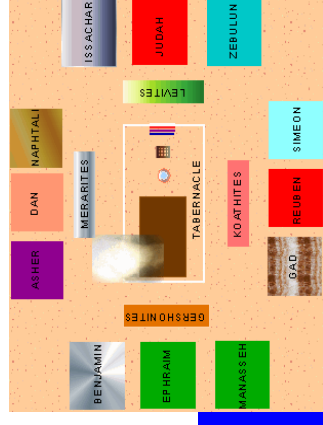 ISSACHAR
JUDAH
ZEBULUN
LEVITES
NAPHTALI
SIMEON
MERARITES
TABERNACLE
KOATHITES
DAN
REUBEN
ASHER
GAD
GERSHONITES
BENJAMIN
EPHRAIM
MANASSEH